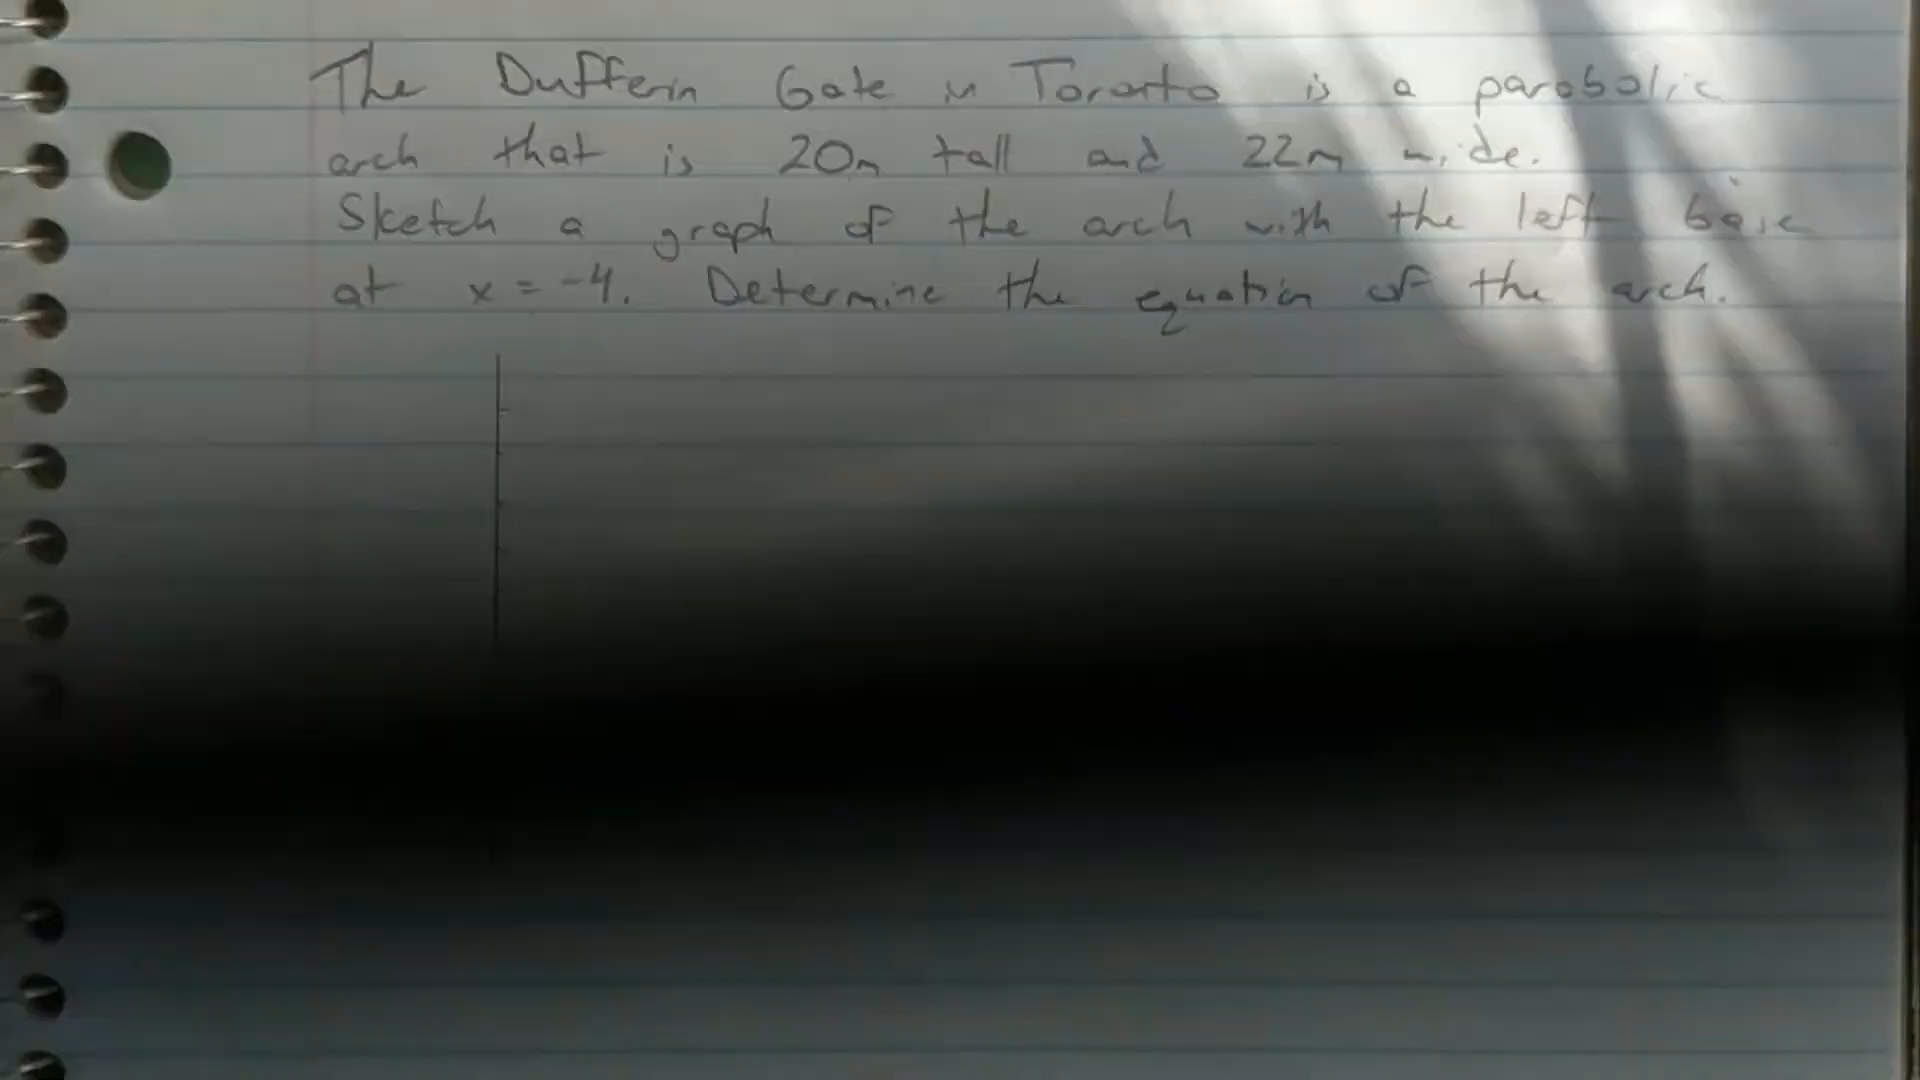 The Dufferin Gate in Toronto is a parabolic
arch that is 20m tall and 22m wide.
Sketch a graph of the arch with the left base
at x = -4. Determine the equation of the arch.